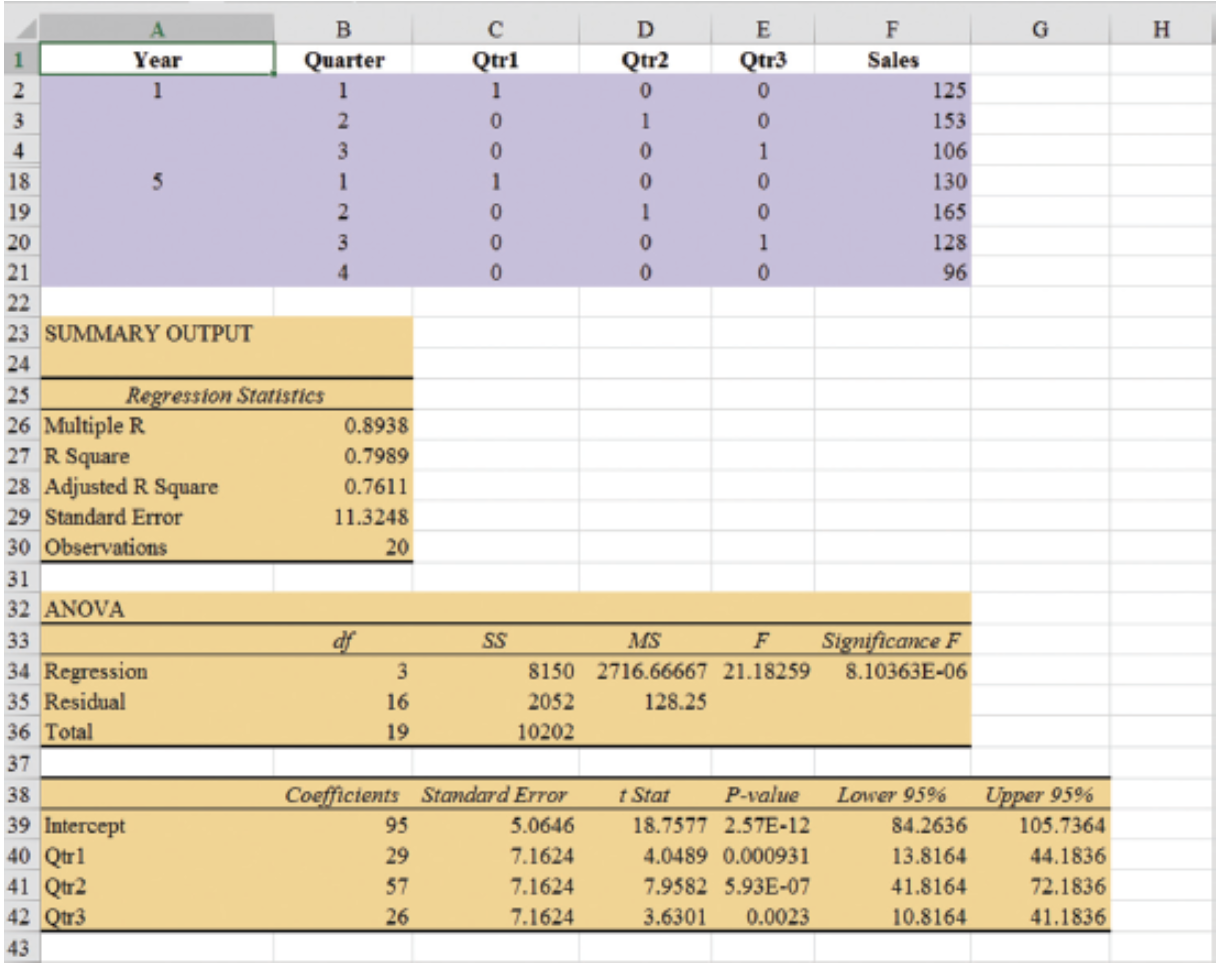 A B C D E F G H
1 Year Quarter Qtr1 Qtr2 Qtr3 Sales
2 1 1 1 0 0 125
3 2 0 1 0 153
4 3 0 0 1 106
18 5 1 1 0 0 130
19 2 0 1 0 165
20 3 0 0 1 128
21 4 0 0 0 96
22
23 SUMMARY OUTPUT
24
25 Regression Statistics
26 Multiple R 0.8938
27 R Square 0.7989
28 Adjusted R Square 0.7611
29 Standard Error 11.3248
30 Observations 20
31
32 ANOVA
33 df SS MS F Significance F
34 Regression 3 8150 2716.66667 21.18259 8.10363E-06
35 Residual 16 2052 128.25
36 Total 19 10202
37
38 Coefficients Standard Error t Stat P-value Lower 95% Upper 95%
39 Intercept 95 5.0646 18.7577 2.57E-12 84.2636 105.7364
40 Qtr1 29 7.1624 4.0489 0.000931 13.8164 44.1836
41 Qtr2 57 7.1624 7.9582 5.93E-07 41.8164 72.1836
42 Qtr3 26 7.1624 3.6301 0.0023 10.8164 41.1836
43